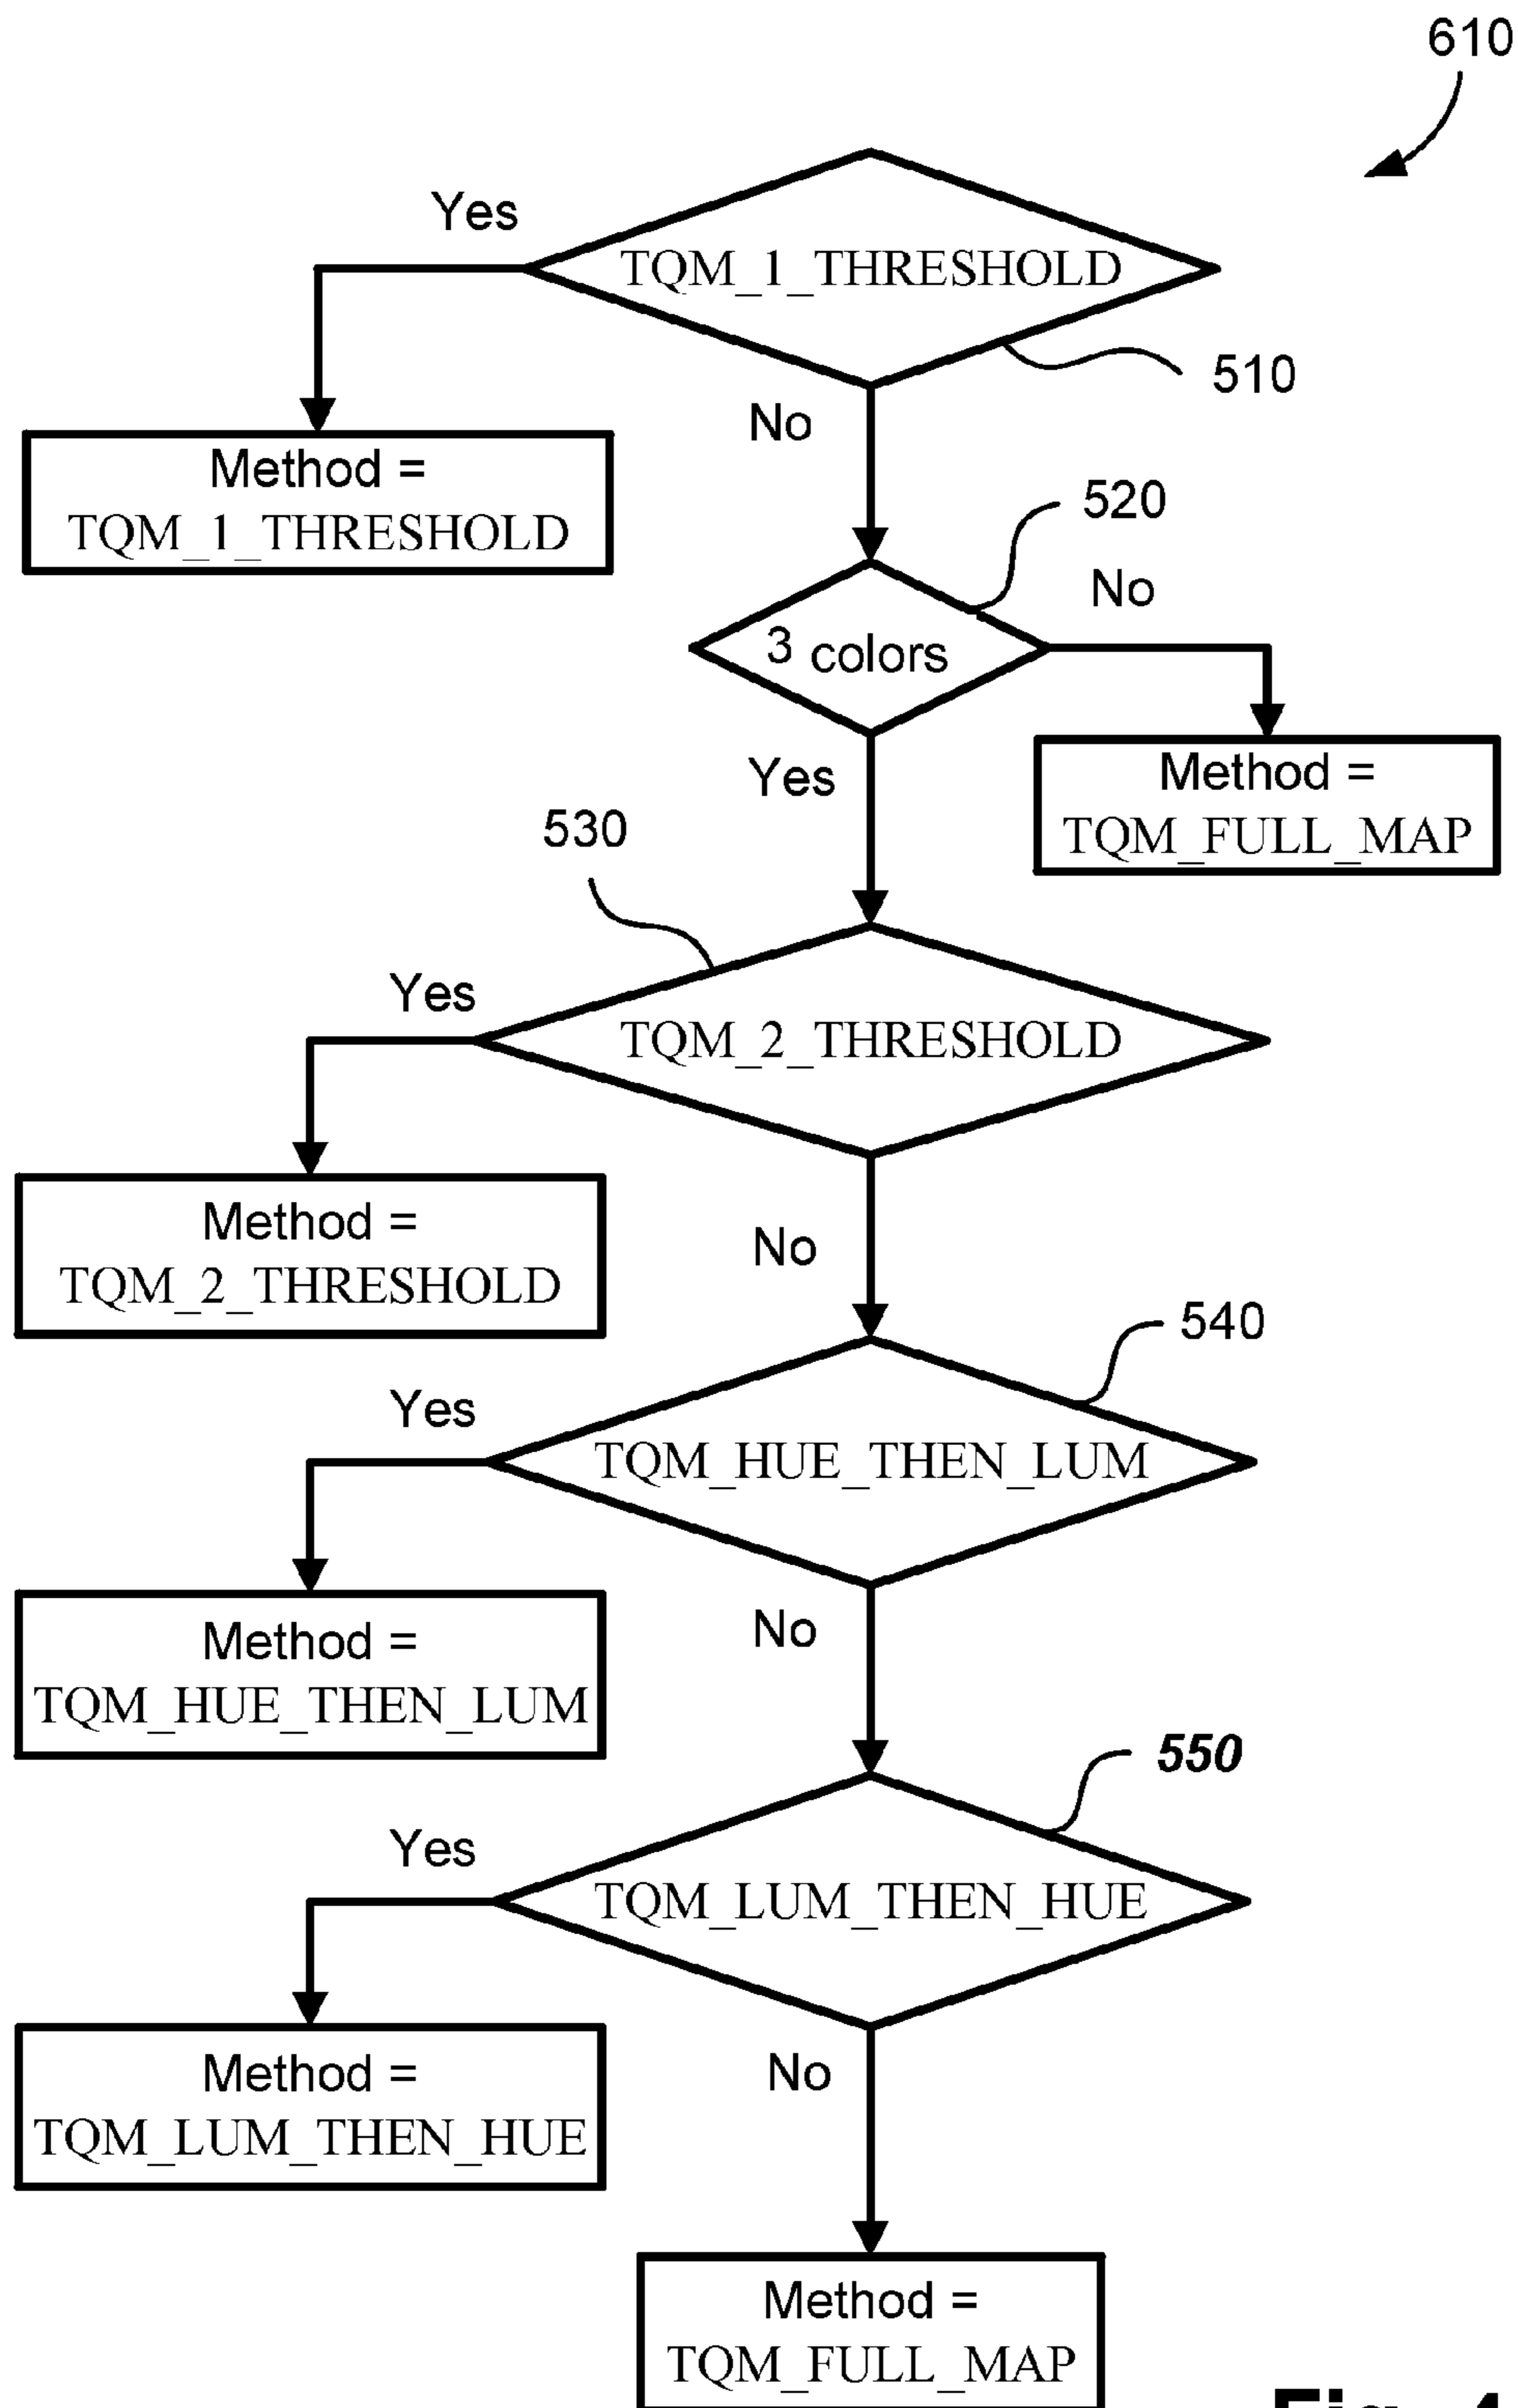 610
Yes
TQM_1_THRESHOLD
510
No
Method =
TQM_1_THRESHOLD
520
No
3 colors
Yes
Method =
TQM_FULL_MAP
530
Yes
TQM_2_THRESHOLD
Method =
TQM_2_THRESHOLD
No
540
Yes
TQM_HUE_THEN_LUM
Method =
TQM_HUE_THEN_LUM
No
550
Yes
TQM_LUM_THEN_HUE
Method =
TQM_LUM_THEN_HUE
No
Method =
TQM_FULL_MAP